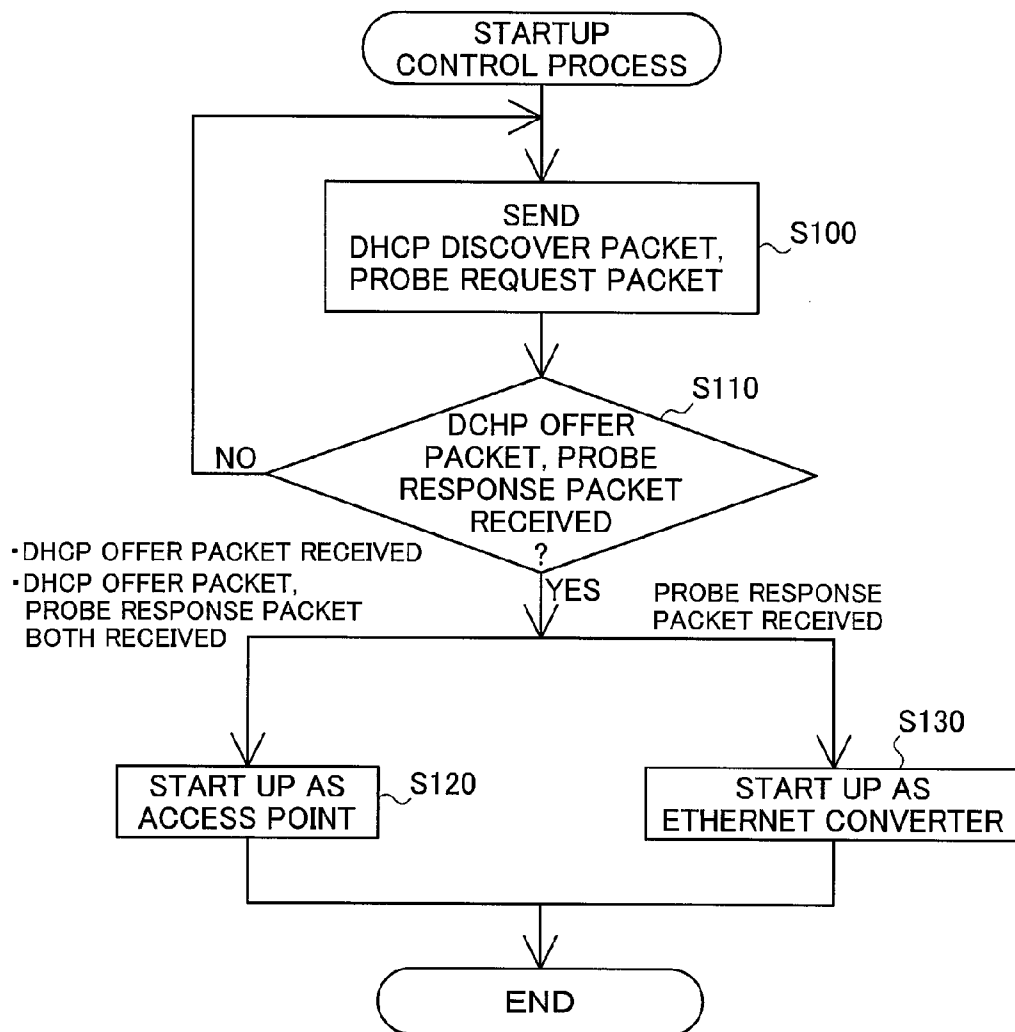 STARTUP
CONTROL PROCESS
SEND
DHCP DISCOVER PACKET,
PROBE REQUEST PACKET
S100
S110
DCHP OFFER
PACKET, PROBE
RESPONSE PACKET
RECEIVED
?
NO
・DHCP OFFER PACKET RECEIVED
・DHCP OFFER PACKET,
PROBE RESPONSE PACKET
BOTH RECEIVED
YES
PROBE RESPONSE
PACKET RECEIVED
START UP AS
ACCESS POINT
S120
S130
START UP AS
ETHERNET CONVERTER
END